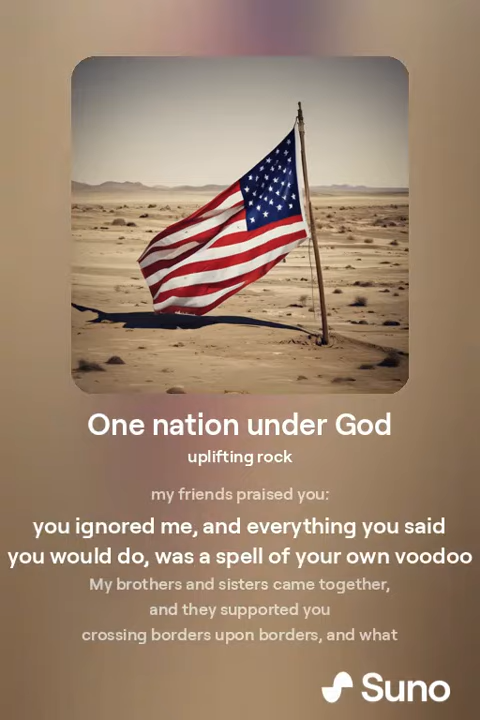 One nation under God
uplifting rock
my friends praised you:
you ignored me, and everything you said
you would do, was a spell of your own voodoo
My brothers and sisters came together,
and they supported you
crossing borders upon borders, and what
Suno